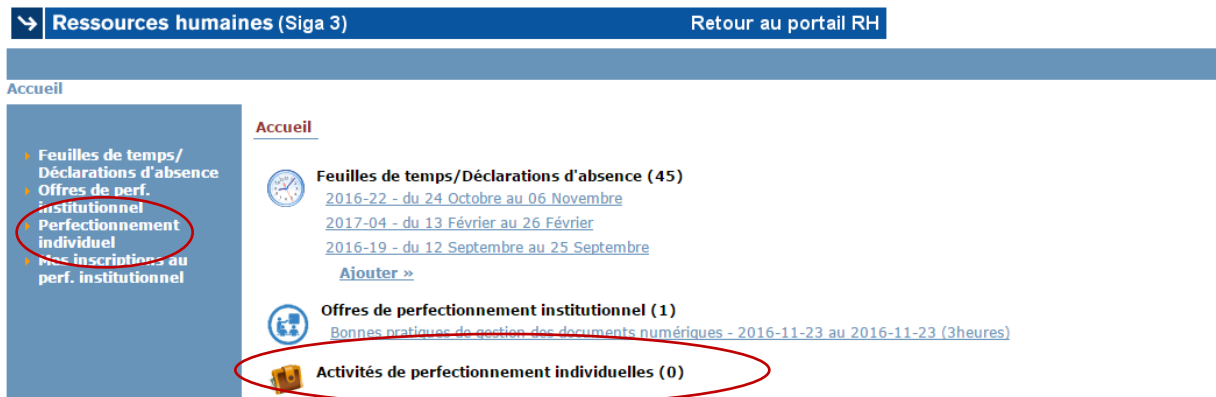 Ressources humaines (Siga 3) Retour au portail RH
Accueil
Feuilles de temps/
Déclarations d'absence
Offres de perf.
institutionnel
Perfectionnement
individuel
Mes inscriptions au
perf. institutionnel
Accueil
Feuilles de temps/Déclarations d'absence (45)
2016-22 - du 24 Octobre au 06 Novembre
2017-04 - du 13 Février au 26 Février
2016-19 - du 12 Septembre au 25 Septembre
Ajouter »
Offres de perfectionnement institutionnel (1)
Bonnes pratiques de gestion des documents numériques - 2016-11-23 au 2016-11-23 (3heures)
Activités de perfectionnement individuelles (0)